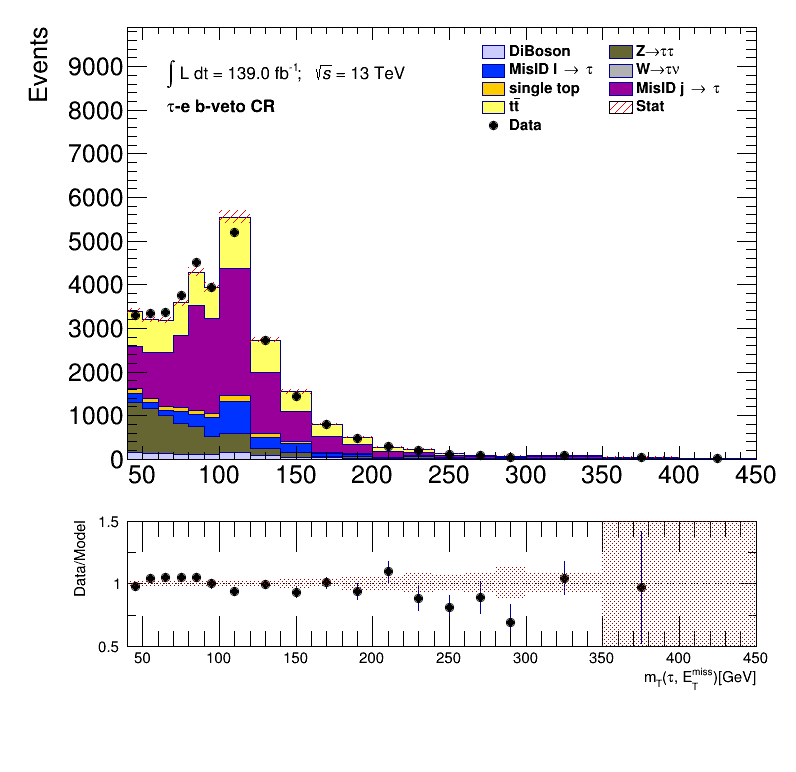 Events
9000
8000
7000
6000
5000
4000
3000
2000
1000
0
∫ L dt = 139.0 fb⁻¹; √s = 13 TeV
τ-e b-veto CR
DiBoson
MisID l → τ
single top
tt̄
Data
Z→ττ
W→τν
MisID j → τ
Stat
50 100 150 200 250 300 350 400 450
Data/Model
1.5
1
0.5
50 100 150 200 250 300 350 400 450
m_T(τ, E_T^miss)[GeV]